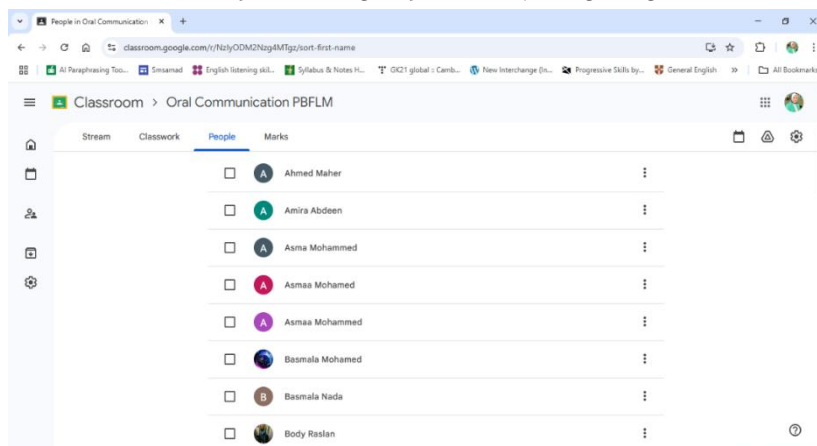 People in Oral Communication
classroom.google.com/r/NzIyODM2Nzg4MTgz/sort-first-name
AI Paraphrasing Too... Smsamad English listening skil... Syllabus & Notes H... GK21 global :: Camb... New Interchange (In... Progressive Skills by... General English All Bookmarks
Classroom > Oral Communication PBFLM
Stream Classwork People Marks
A Ahmed Maher
A Amira Abdeen
A Asma Mohammed
A Asmaa Mohamed
A Asmaa Mohammed
Basmala Mohamed
B Basmala Nada
Body Raslan